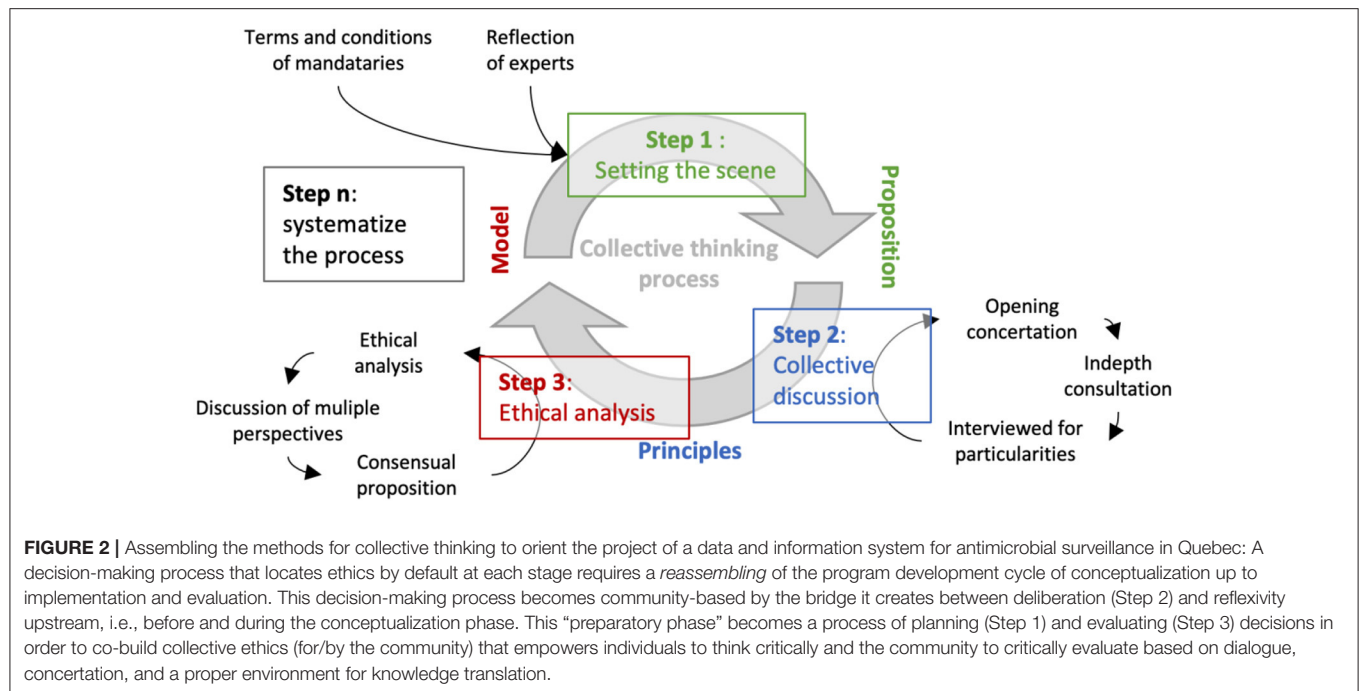 Terms and conditions
of mandataries
Reflection
of experts
Step 1 :
Setting the scene
Step n:
systematize
the process
Model
Collective thinking
process
Proposition
Step 2:
Collective
discussion
Opening
concertation
Indepth
consultation
Interviewed for
particularities
Ethical
analysis
Discussion of muliple
perspectives
Consensual
proposition
Step 3:
Ethical analysis
Principles
FIGURE 2 | Assembling the methods for collective thinking to orient the project of a data and information system for antimicrobial surveillance in Quebec: A
decision-making process that locates ethics by default at each stage requires a reassembling of the program development cycle of conceptualization up to
implementation and evaluation. This decision-making process becomes community-based by the bridge it creates between deliberation (Step 2) and reflexivity
upstream, i.e., before and during the conceptualization phase. This “preparatory phase” becomes a process of planning (Step 1) and evaluating (Step 3) decisions in
order to co-build collective ethics (for/by the community) that empowers individuals to think critically and the community to critically evaluate based on dialogue,
concertation, and a proper environment for knowledge translation.